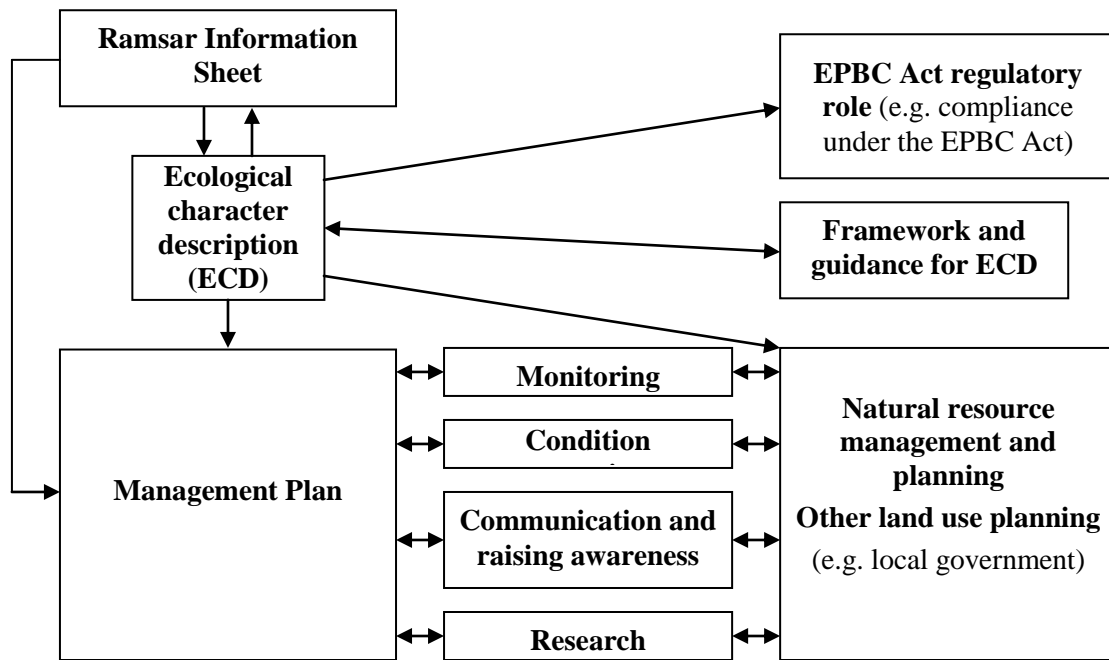 Ramsar Information
Sheet
EPBC Act regulatory
role (e.g. compliance
under the EPBC Act)
Ecological
character
description
(ECD)
Framework and
guidance for ECD
Management Plan
Monitoring
Condition
Communication and
raising awareness
Research
Natural resource
management and
planning
Other land use planning
(e.g. local government)